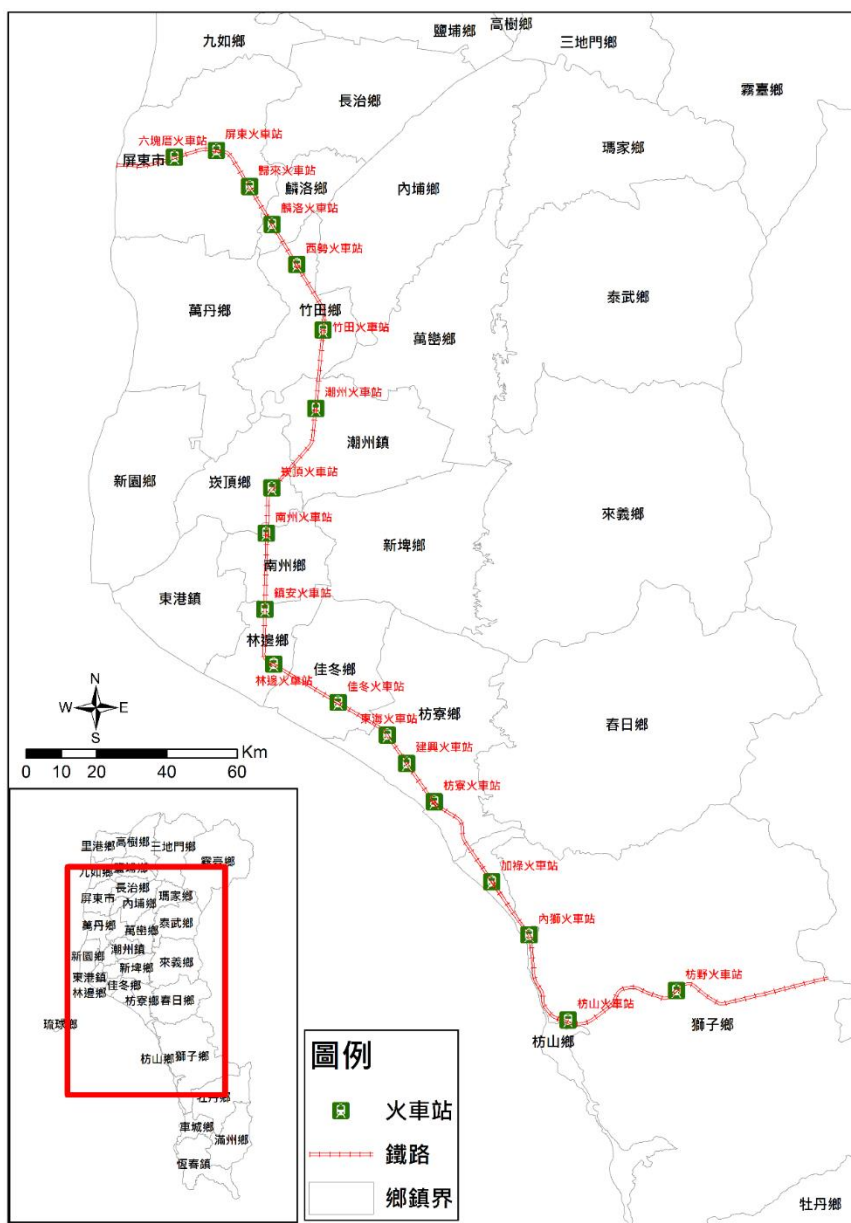 鹽埔鄉
高樹鄉
九如鄉
三地門鄉
霧臺鄉
長治鄉
六塊厝火車站
屏東火車站
屏東市
瑪家鄉
歸來火車站
麟洛鄉
內埔鄉
麟洛火車站
西勢火車站
泰武鄉
萬丹鄉
竹田鄉
竹田火車站
萬巒鄉
潮州火車站
潮州鎮
崁頂火車站
新園鄉
崁頂鄉
來義鄉
南州火車站
新埤鄉
南州鄉
鎮安火車站
東港鎮
林邊鄉
佳冬鄉
林邊火車站
佳冬火車站
枋寮鄉
東海火車站
春日鄉
建興火車站
枋寮火車站
加祿火車站
內獅火車站
枋野火車站
枋山火車站
獅子鄉
枋山鄉
牡丹鄉
N
W E
S
0 10 20 40 60 Km
里港鄉
高樹鄉
三地門鄉
霧臺鄉
九如鄉
鹽埔鄉
長治鄉
屏東市
內埔鄉
瑪家鄉
萬丹鄉
萬巒鄉
泰武鄉
潮州鎮
新園鄉
新埤鄉
來義鄉
東港鎮
佳冬鄉
林邊鄉
枋寮鄉
春日鄉
琉球鄉
枋山鄉
獅子鄉
牡丹鄉
車城鄉
滿州鄉
恆春鎮
圖例
火車站
鐵路
鄉鎮界